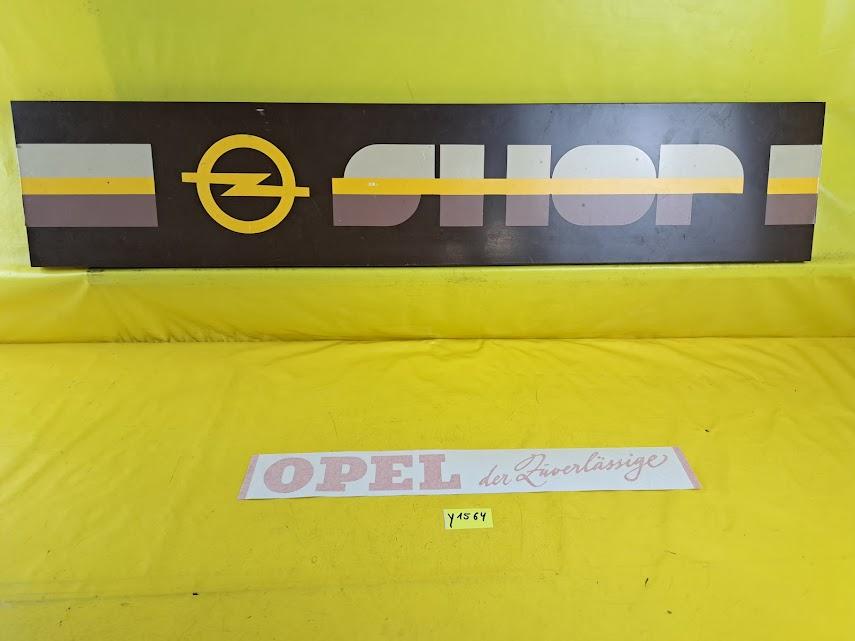 SHOP
OPEL der Zuverlässige
Y1564